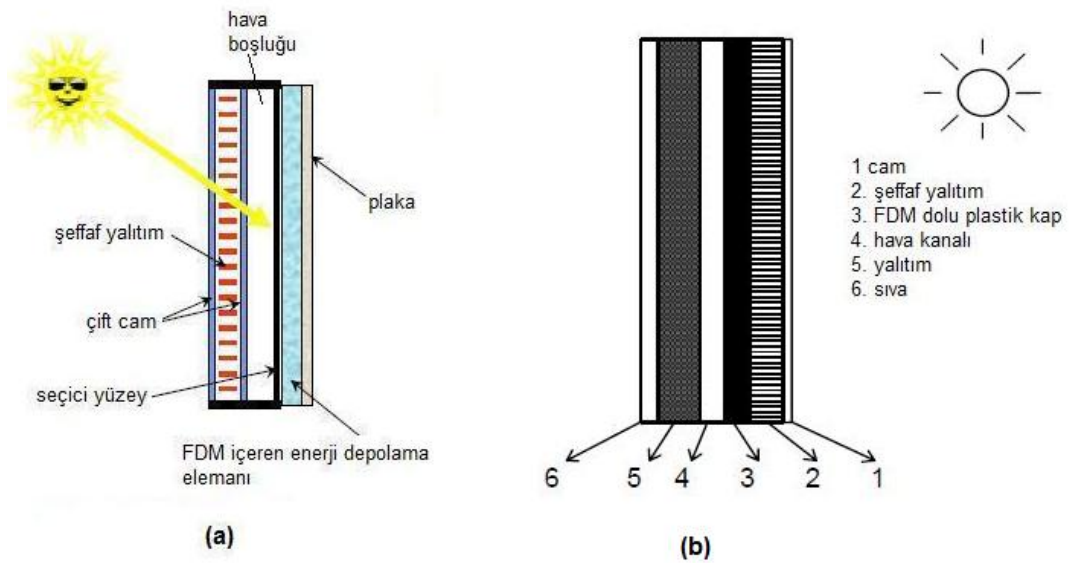 hava
boşluğu
plaka
şeffaf yalıtım
çift cam
seçici yüzey
FDM içeren enerji depolama
elemanı
(a)
1 cam
2. şeffaf yalıtım
3. FDM dolu plastik kap
4. hava kanalı
5. yalıtım
6. sıva
6 5 4 3 2 1
(b)